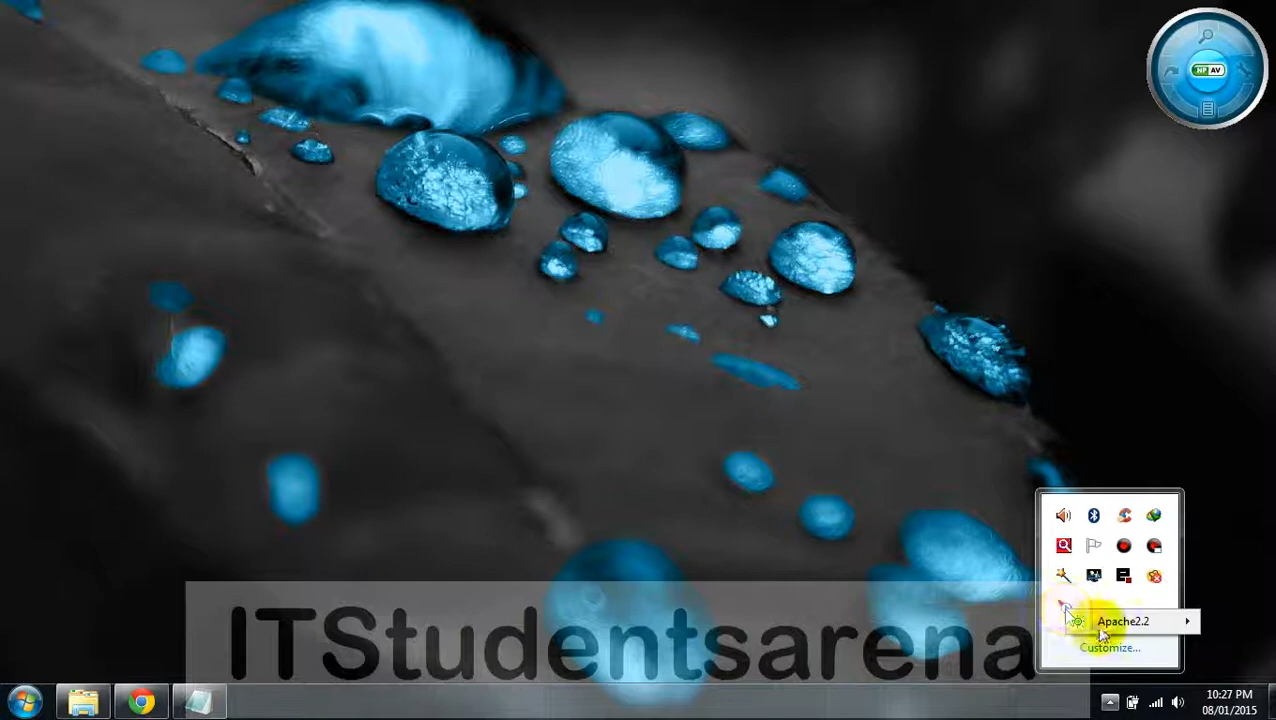 HP AV
Apache2.2
Customize...
ITStudentsarena
10:27 PM
08/01/2015